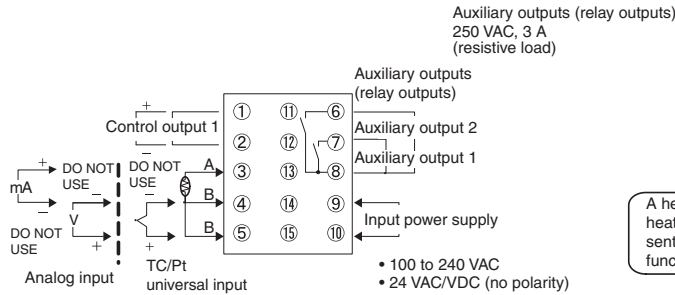 Auxiliary outputs (relay outputs)
250 VAC, 3 A
(resistive load)
Auxiliary outputs
(relay outputs)
+
Control output 1
−
1 11 6
2 12 7
3 13 8
4 14 9
5 15 10
Auxiliary output 2
Auxiliary output 1
Input power supply
+
mA
−
DO NOT
USE
−
V
DO NOT
USE
+
DO NOT
USE
−
+
A
B
B
Analog input
TC/Pt
universal input
• 100 to 240 VAC
• 24 VAC/VDC (no polarity)
A he
heat
sent
func